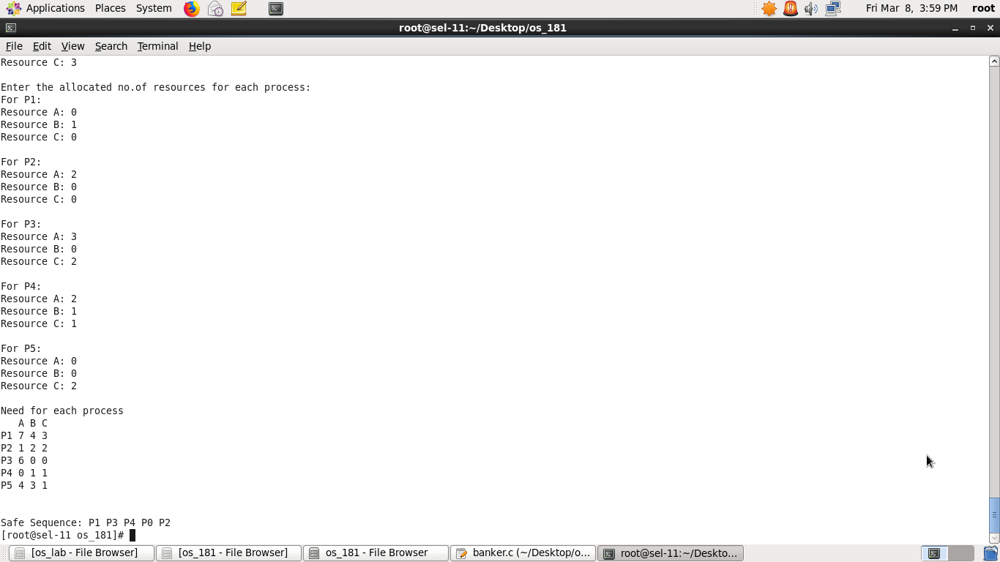 Applications Places System Fri Mar 8, 3:59 PM root
root@sel-11:~/Desktop/os_181
File Edit View Search Terminal Help
Resource C: 3
Enter the allocated no.of resources for each process:
For P1:
Resource A: 0
Resource B: 1
Resource C: 0
For P2:
Resource A: 2
Resource B: 0
Resource C: 0
For P3:
Resource A: 3
Resource B: 0
Resource C: 2
For P4:
Resource A: 2
Resource B: 1
Resource C: 1
For P5:
Resource A: 0
Resource B: 0
Resource C: 2
Need for each process
A B C
P1 7 4 3
P2 1 2 2
P3 6 0 0
P4 0 1 1
P5 4 3 1
Safe Sequence: P1 P3 P4 P0 P2
[root@sel-11 os_181]#
[os_lab - File Browser] [os_181 - File Browser] os_181 - File Browser banker.c (~/Desktop/o... root@sel-11:~/Deskto...